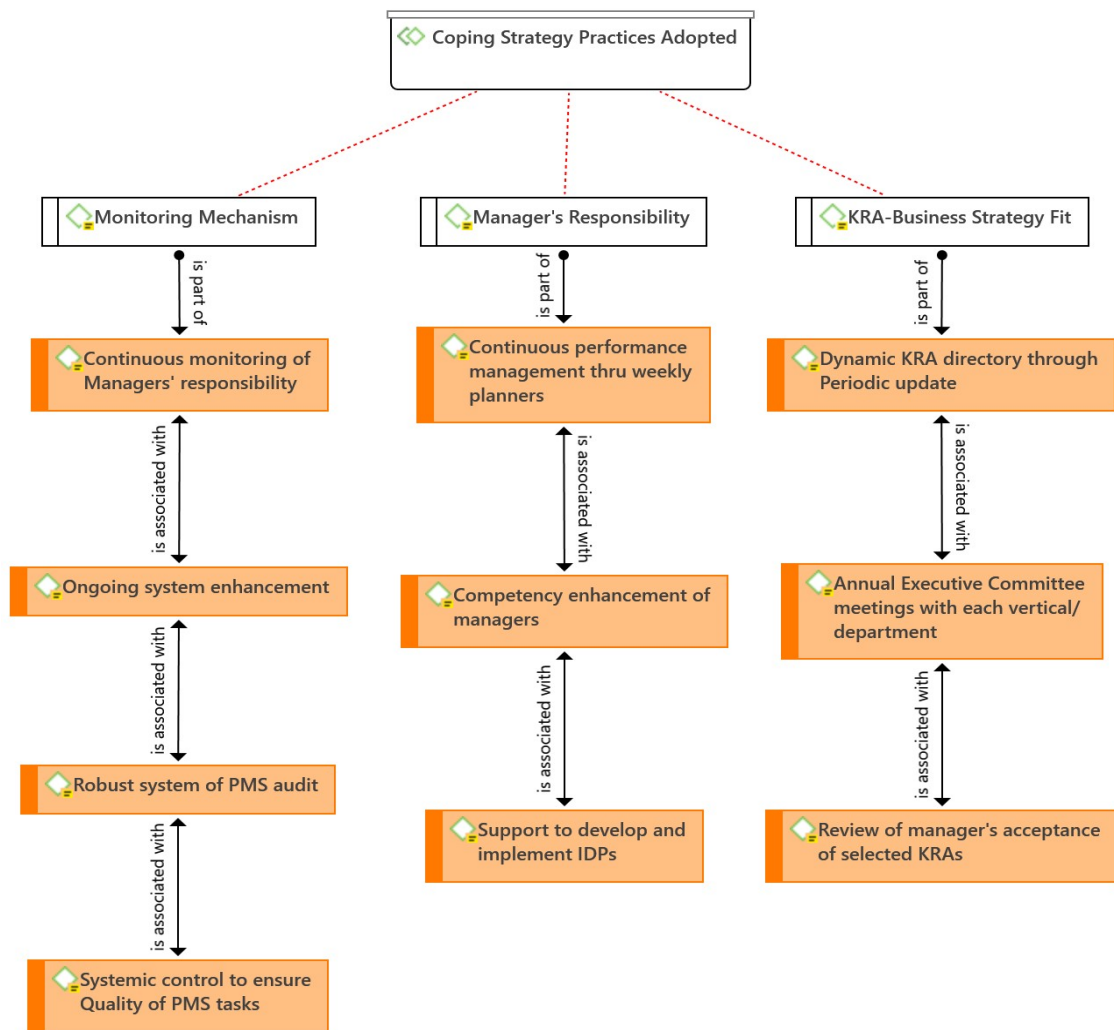 Coping Strategy Practices Adopted
Monitoring Mechanism
Manager's Responsibility
KRA-Business Strategy Fit
is part of
is part of
is part of
Continuous monitoring of
Managers' responsibility
Continuous performance
management thru weekly
planners
Dynamic KRA directory through
Periodic update
is associated with
is associated with
is associated with
Ongoing system enhancement
Competency enhancement of
managers
Annual Executive Committee
meetings with each vertical/
department
is associated with
is associated with
is associated with
Robust system of PMS audit
Support to develop and
implement IDPs
Review of manager's acceptance
of selected KRAs
is associated with
Systemic control to ensure
Quality of PMS tasks